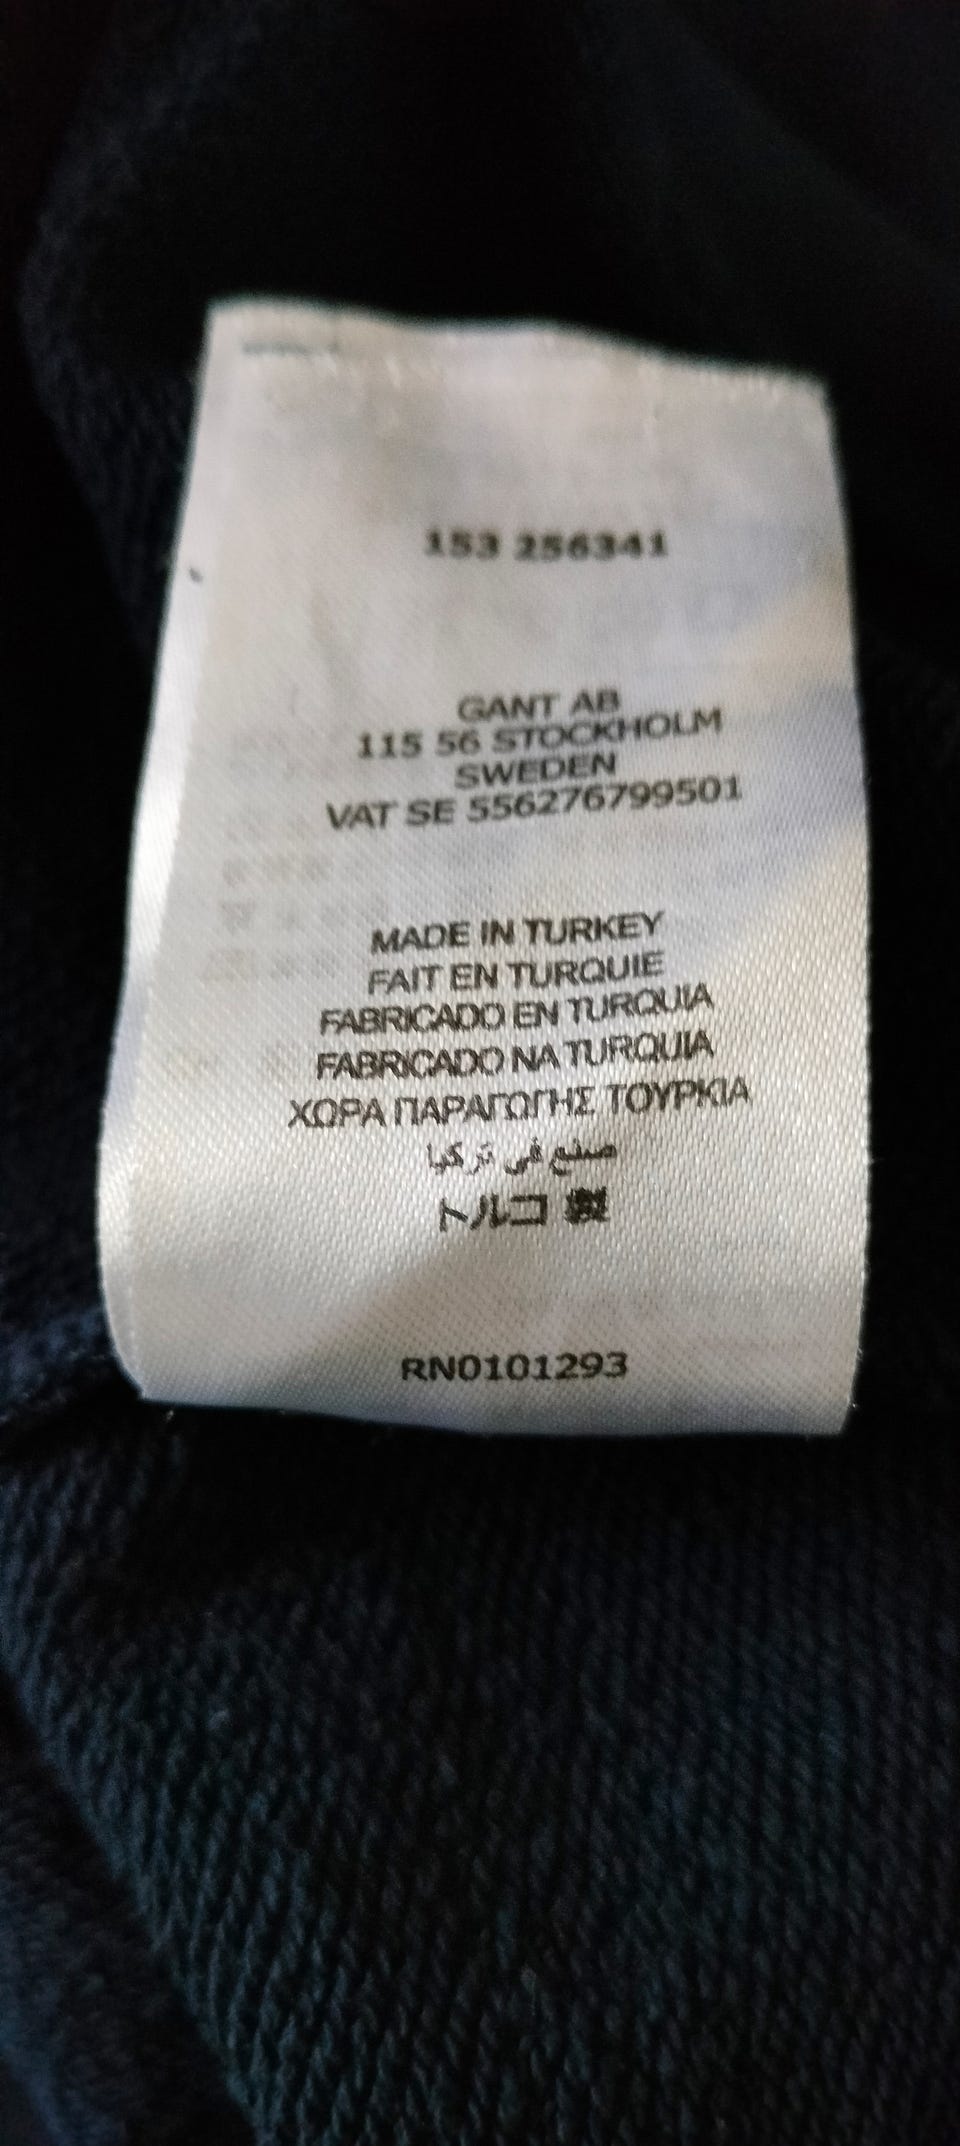 153 256341
GANT AB
115 56 STOCKHOLM
SWEDEN
VAT SE 556276799501
MADE IN TURKEY
FAIT EN TURQUIE
FABRICADO EN TURQUIA
FABRICADO NA TURQUIA
ΧΩΡΑ ΠΑΡΑΓΩΓΗΣ ΤΟΥΡΚΙΑ
صنع في تركيا
トルコ 製
RN0101293